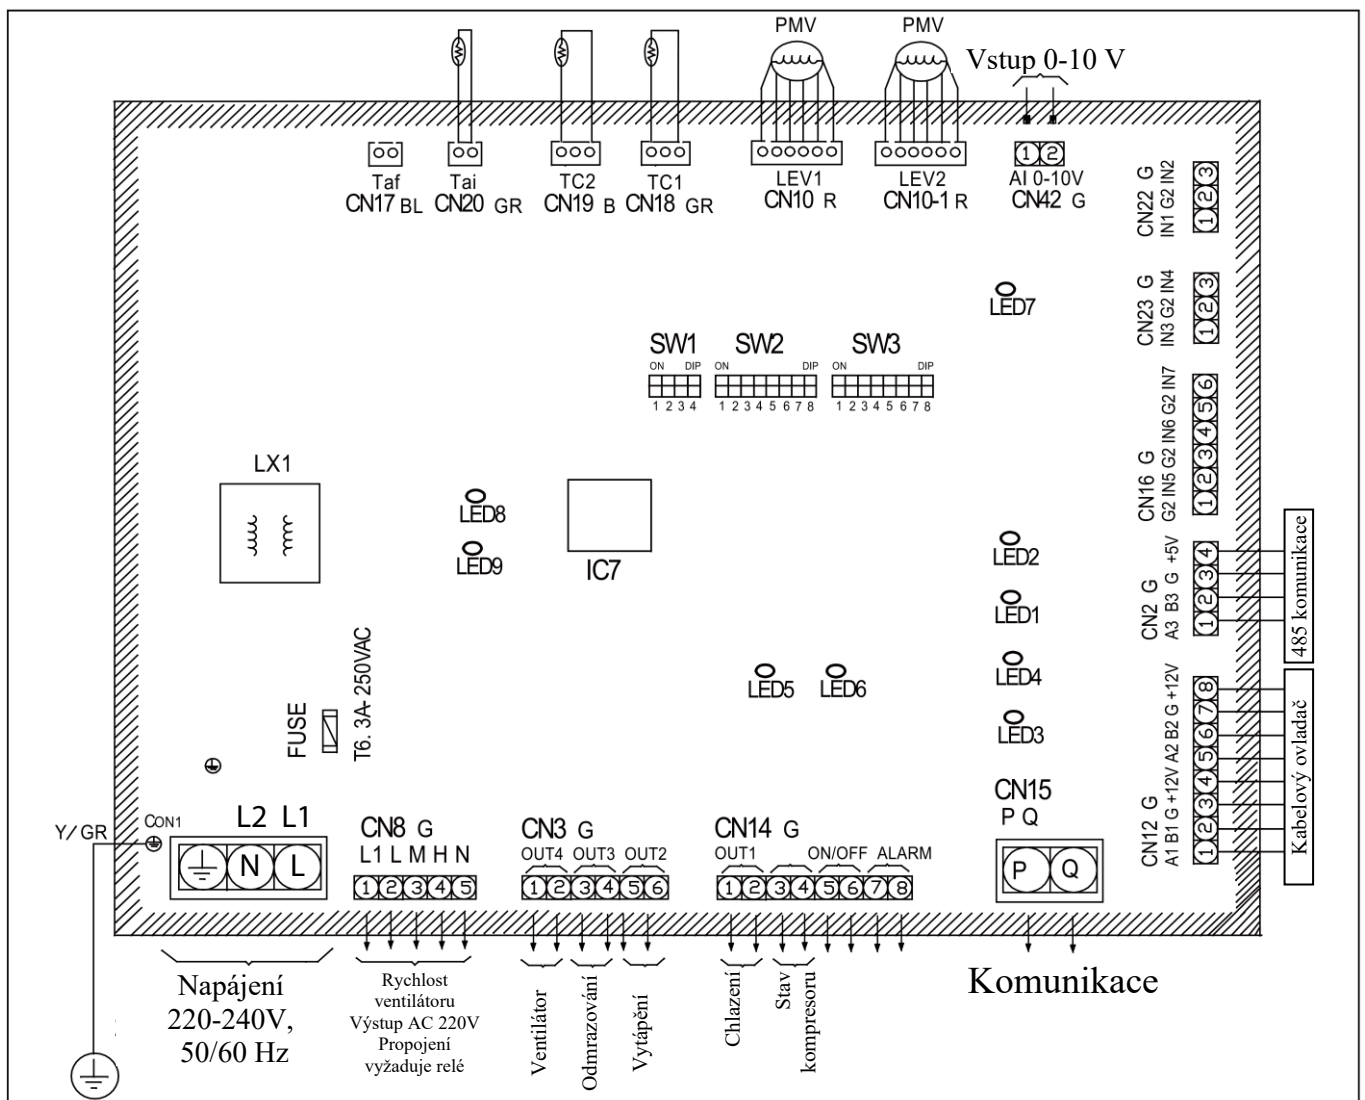 PMV
PMV
Vstup 0-10 V
Taf
CN17 BL
Tai
CN20 GR
TC2
CN19 B
TC1
CN18 GR
LEV1
CN10 R
LEV2
CN10-1 R
1 2
AI 0-10V
CN42 G
CN22 G
IN1 G2 IN2
1 2 3
CN23 G
IN3 G2 IN4
1 2 3
CN16 G
G2 IN5 G2 IN6 G2 IN7
1 2 3 4 5 6
CN2 G
A3 B3 G +5V
1 2 3 4
485 komunikace
CN12 G
A1 B1 G +12V A2 B2 G +12V
1 2 3 4 5 6 7 8
Kabelový ovladač
LED7
SW1
ON DIP
1 2 3 4
SW2
ON DIP
1 2 3 4 5 6 7 8
SW3
ON DIP
1 2 3 4 5 6 7 8
LX1
LED8
LED9
IC7
LED2
LED1
LED4
LED3
LED5
LED6
FUSE
T6. 3A- 250VAC
Y/ GR
CON1
L2 L1
N L
CN8 G
L1 L M H N
1 2 3 4 5
CN3 G
OUT4 OUT3 OUT2
1 2 3 4 5 6
CN14 G
OUT1 ON/OFF ALARM
1 2 3 4 5 6 7 8
CN15
P Q
P Q
Napájení
220-240V,
50/60 Hz
Rychlost
ventilátoru
Výstup AC 220V
Propojení
vyžaduje relé
Ventilátor
Odmrazování
Vytápění
Chlazení
Stav
kompresoru
Komunikace